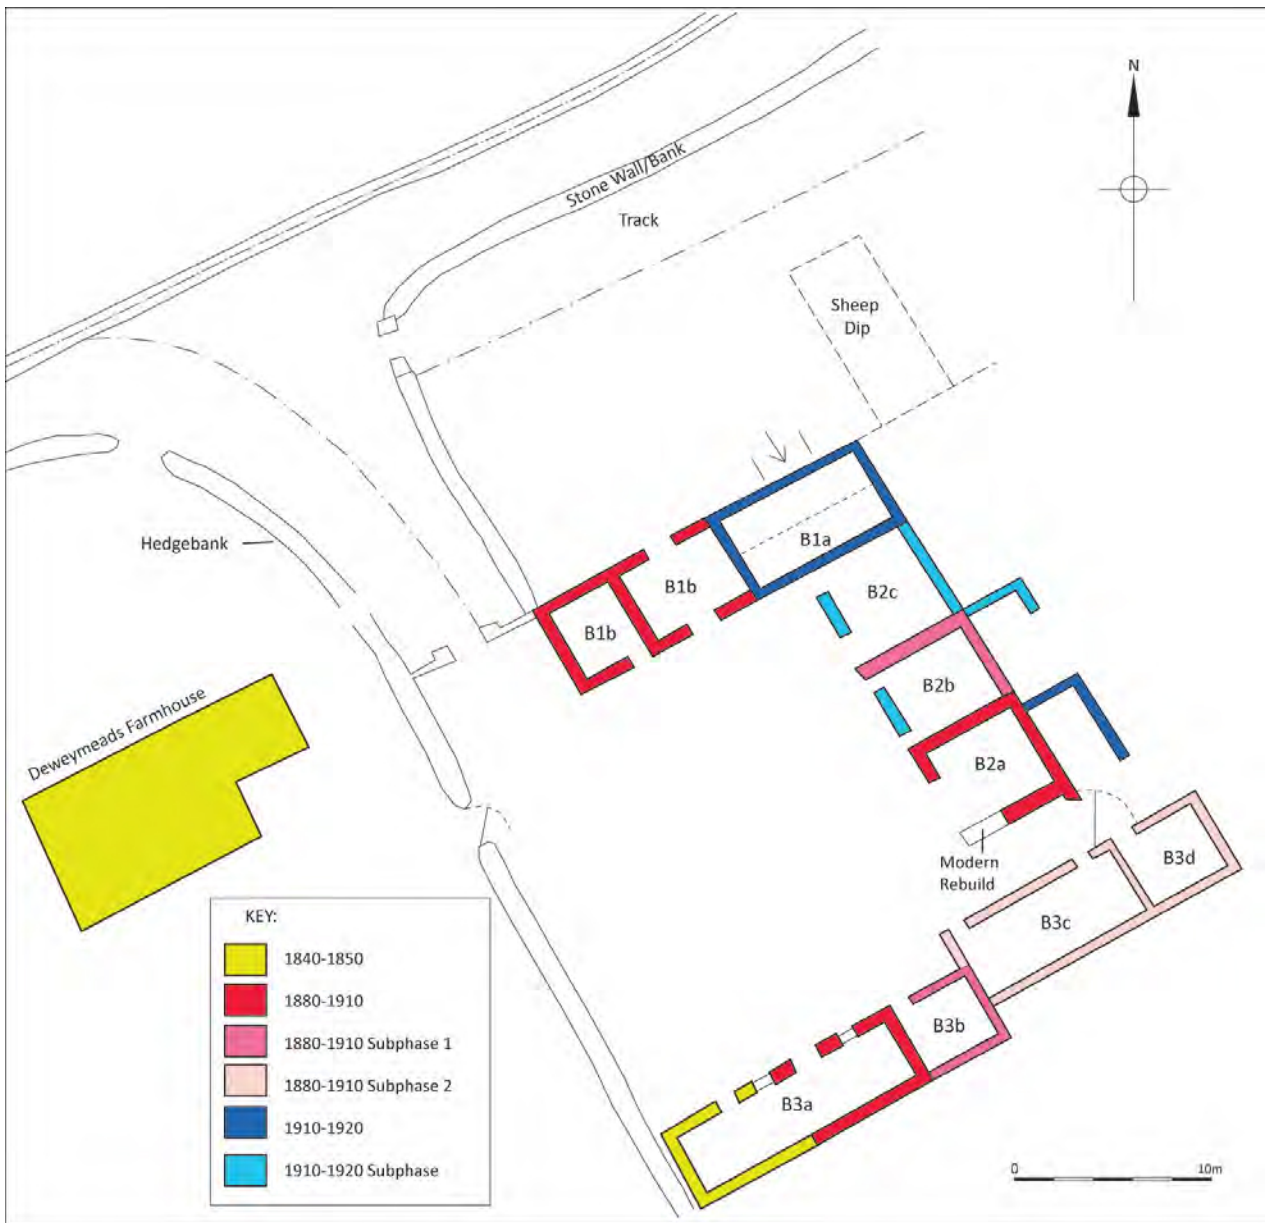 N
Stone Wall/Bank
Track
Sheep
Dip
Hedgebank
B1a
B1b
B1b
B2c
B2b
B2a
Deweymeads Farmhouse
Modern
Rebuild
B3d
B3c
B3b
B3a
KEY:
1840-1850
1880-1910
1880-1910 Subphase 1
1880-1910 Subphase 2
1910-1920
1910-1920 Subphase
0
10m